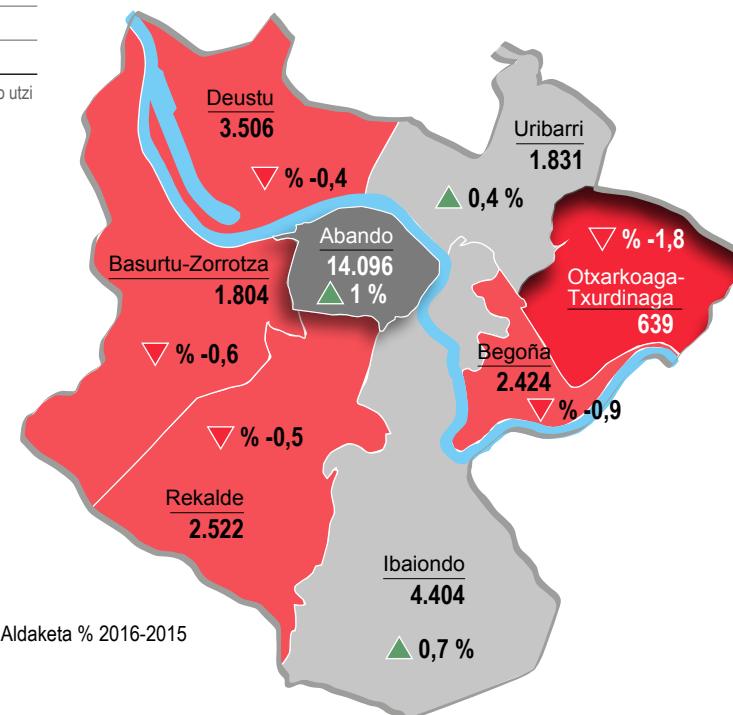 utzi
Deustu
3.506
% -0,4
Uribarri
1.831
0,4 %
Abando
14.096
1 %
% -1,8
Otxarkoaga-
Txurdinaga
639
Basurtu-Zorrotza
1.804
% -0,6
Begoña
2.424
% -0,9
% -0,5
Rekalde
2.522
Ibaiondo
4.404
0,7 %
Aldaketa % 2016-2015